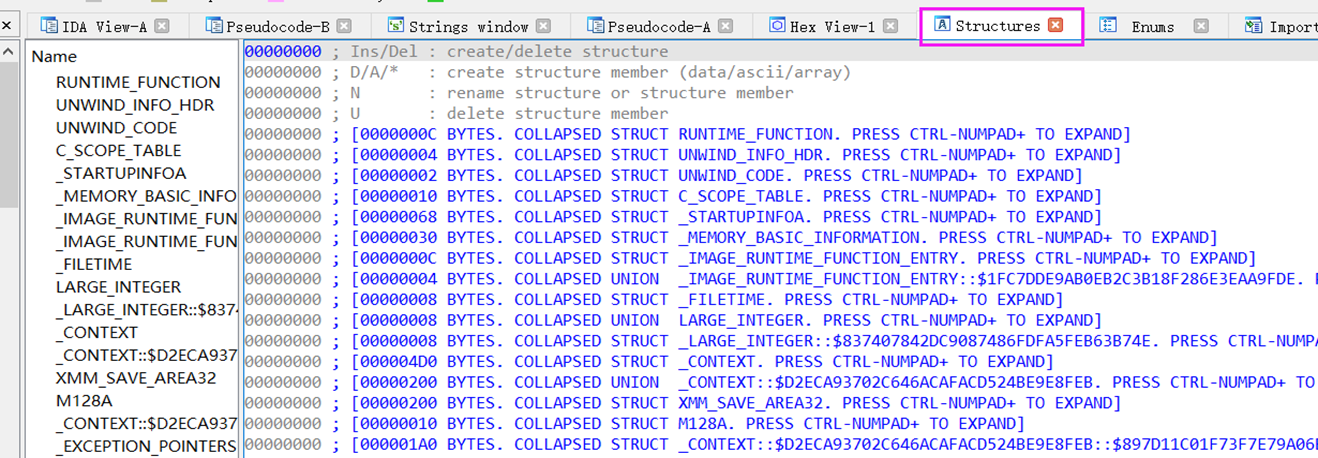 IDA View-A Pseudocode-B Strings window Pseudocode-A Hex View-1 Structures Enums Import
Name
RUNTIME_FUNCTION
UNWIND_INFO_HDR
UNWIND_CODE
C_SCOPE_TABLE
_STARTUPINFOA
_MEMORY_BASIC_INFO
_IMAGE_RUNTIME_FUN
_IMAGE_RUNTIME_FUN
_FILETIME
LARGE_INTEGER
_LARGE_INTEGER::$8374
_CONTEXT
_CONTEXT::$D2ECA937
XMM_SAVE_AREA32
M128A
_CONTEXT::$D2ECA937
_EXCEPTION_POINTERS
00000000 ; Ins/Del : create/delete structure
00000000 ; D/A/* : create structure member (data/ascii/array)
00000000 ; N : rename structure or structure member
00000000 ; U : delete structure member
00000000 ; [0000000C BYTES. COLLAPSED STRUCT RUNTIME_FUNCTION. PRESS CTRL-NUMPAD+ TO EXPAND]
00000000 ; [00000004 BYTES. COLLAPSED STRUCT UNWIND_INFO_HDR. PRESS CTRL-NUMPAD+ TO EXPAND]
00000000 ; [00000002 BYTES. COLLAPSED STRUCT UNWIND_CODE. PRESS CTRL-NUMPAD+ TO EXPAND]
00000000 ; [00000010 BYTES. COLLAPSED STRUCT C_SCOPE_TABLE. PRESS CTRL-NUMPAD+ TO EXPAND]
00000000 ; [00000068 BYTES. COLLAPSED STRUCT _STARTUPINFOA. PRESS CTRL-NUMPAD+ TO EXPAND]
00000000 ; [00000030 BYTES. COLLAPSED STRUCT _MEMORY_BASIC_INFORMATION. PRESS CTRL-NUMPAD+ TO EXPAND]
00000000 ; [0000000C BYTES. COLLAPSED STRUCT _IMAGE_RUNTIME_FUNCTION_ENTRY. PRESS CTRL-NUMPAD+ TO EXPAND]
00000000 ; [00000004 BYTES. COLLAPSED UNION _IMAGE_RUNTIME_FUNCTION_ENTRY::$1FC7DDE9AB0EB2C3B18F286E3EAA9FDE. P
00000000 ; [00000008 BYTES. COLLAPSED STRUCT _FILETIME. PRESS CTRL-NUMPAD+ TO EXPAND]
00000000 ; [00000008 BYTES. COLLAPSED UNION LARGE_INTEGER. PRESS CTRL-NUMPAD+ TO EXPAND]
00000000 ; [00000008 BYTES. COLLAPSED STRUCT _LARGE_INTEGER::$837407842DC9087486FDFA5FEB63B74E. PRESS CTRL-NUMPA
00000000 ; [000004D0 BYTES. COLLAPSED STRUCT _CONTEXT. PRESS CTRL-NUMPAD+ TO EXPAND]
00000000 ; [00000200 BYTES. COLLAPSED UNION _CONTEXT::$D2ECA93702C646ACAFACD524BE9E8FEB. PRESS CTRL-NUMPAD+ TO
00000000 ; [00000200 BYTES. COLLAPSED STRUCT XMM_SAVE_AREA32. PRESS CTRL-NUMPAD+ TO EXPAND]
00000000 ; [00000010 BYTES. COLLAPSED STRUCT M128A. PRESS CTRL-NUMPAD+ TO EXPAND]
00000000 ; [000001A0 BYTES. COLLAPSED STRUCT _CONTEXT::$D2ECA93702C646ACAFACD524BE9E8FEB::$897D11C01F73F7E79A06E